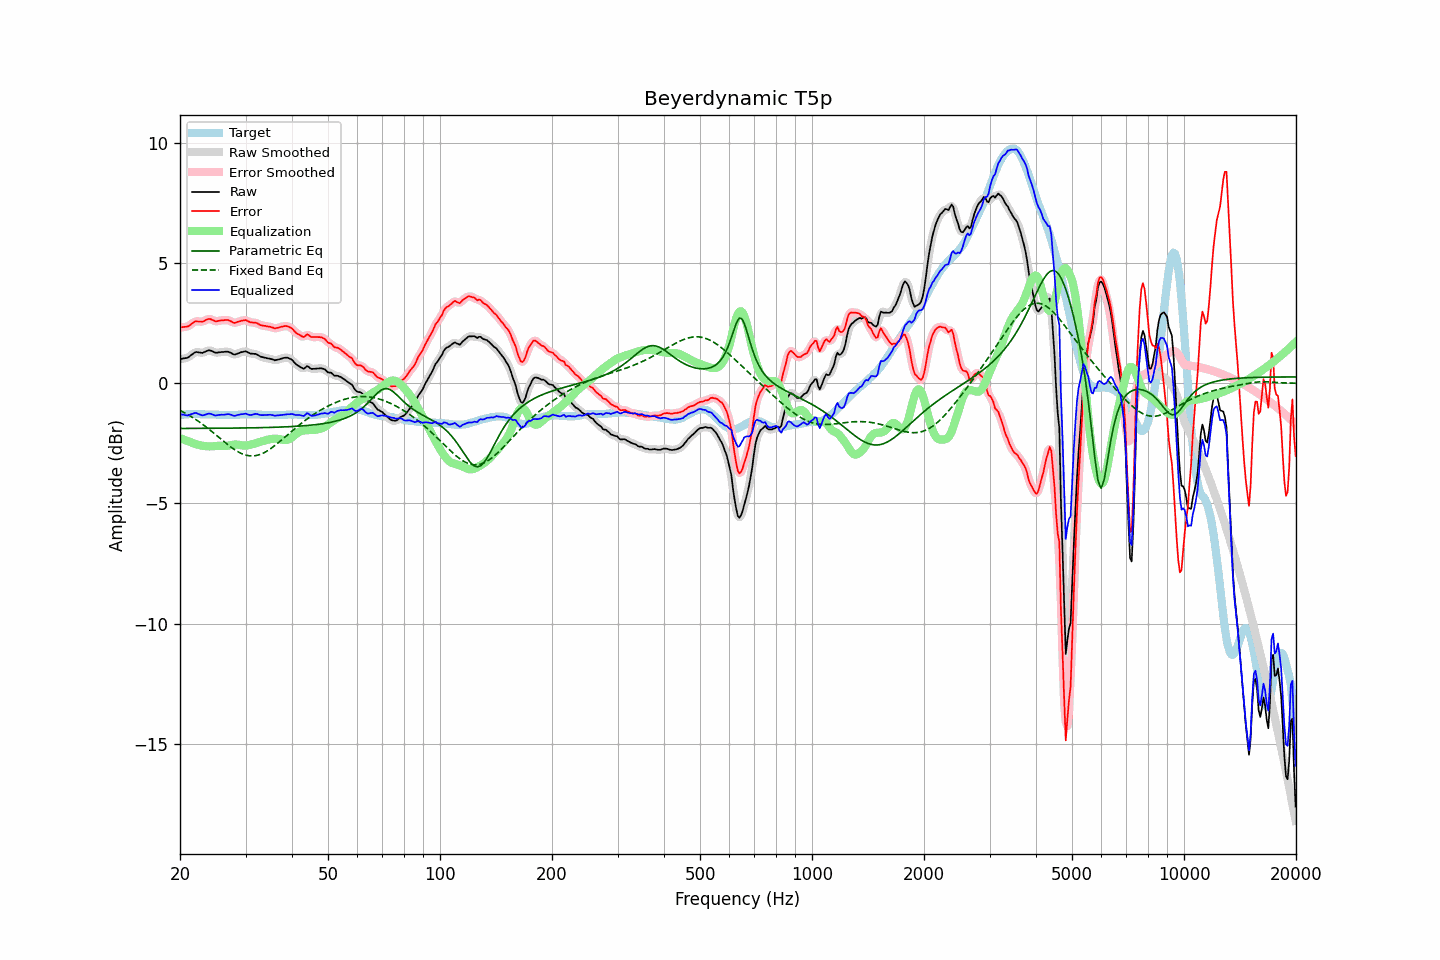 Beyerdynamic T5p
Target
Raw Smoothed
Error Smoothed
Raw
Error
Equalization
Parametric Eq
Fixed Band Eq
Equalized
10
5
0
−5
−10
−15
Amplitude (dBr)
20 50 100 200 500 1000 2000 5000 10000 20000
Frequency (Hz)